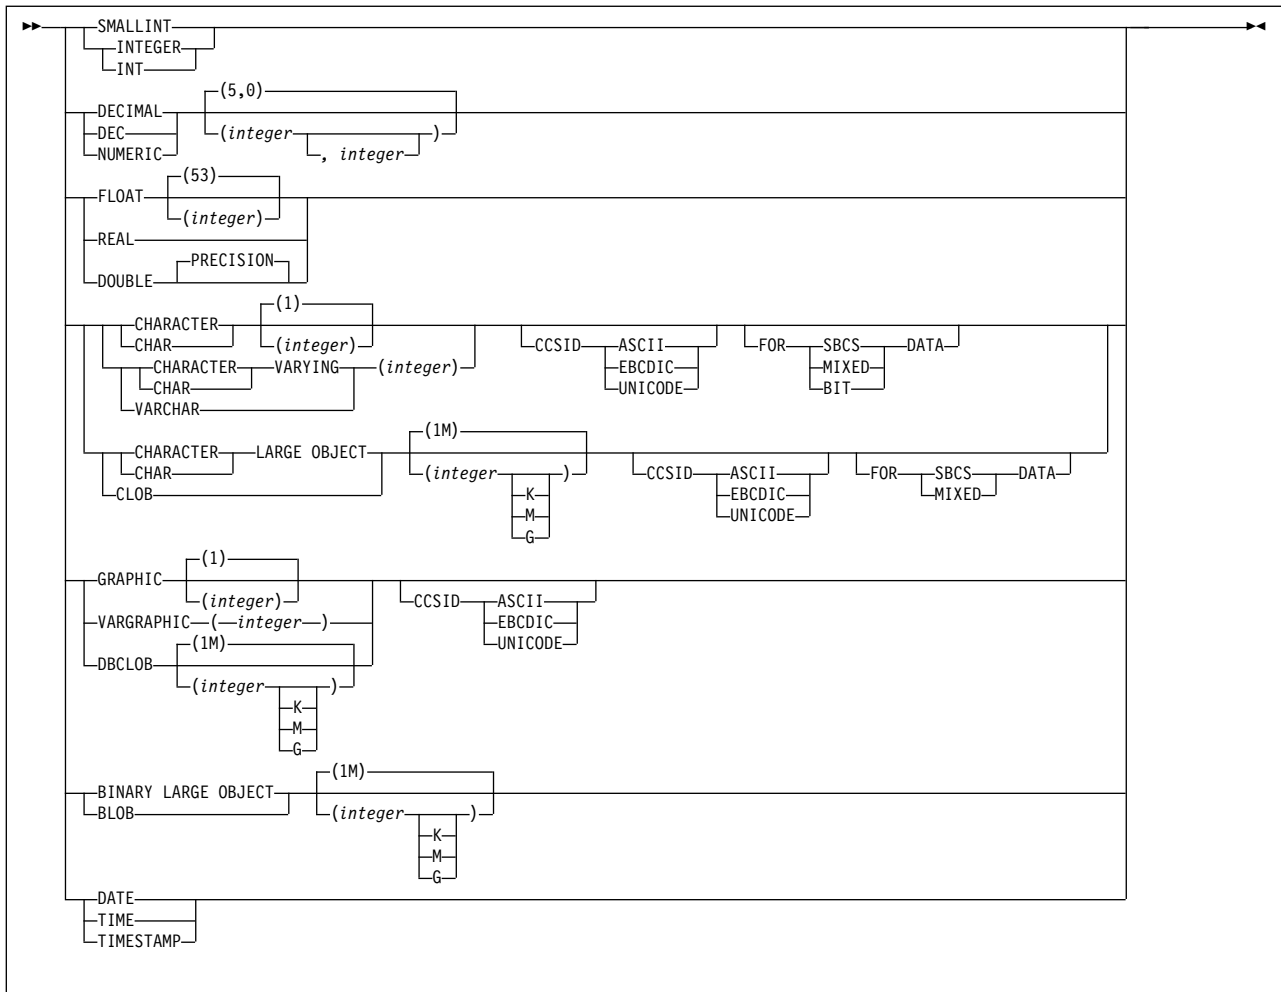 SMALLINT
INTEGER
INT
(5,0)
DECIMAL
DEC (integer )
NUMERIC , integer
(53)
FLOAT
(integer)
REAL
PRECISION
DOUBLE
(1)
CHARACTER
CHAR (integer) CCSID ASCII FOR SBCS DATA
CHARACTER VARYING (integer) EBCDIC MIXED
CHAR UNICODE BIT
VARCHAR
(1M)
CHARACTER LARGE OBJECT
CHAR (integer ) CCSID ASCII FOR SBCS DATA
CLOB K EBCDIC MIXED
M UNICODE
G
(1)
GRAPHIC
(integer) CCSID ASCII
VARGRAPHIC ( integer ) EBCDIC
(1M) UNICODE
DBCLOB
(integer )
K
M
G
(1M)
BINARY LARGE OBJECT
BLOB (integer )
K
M
G
DATE
TIME
TIMESTAMP